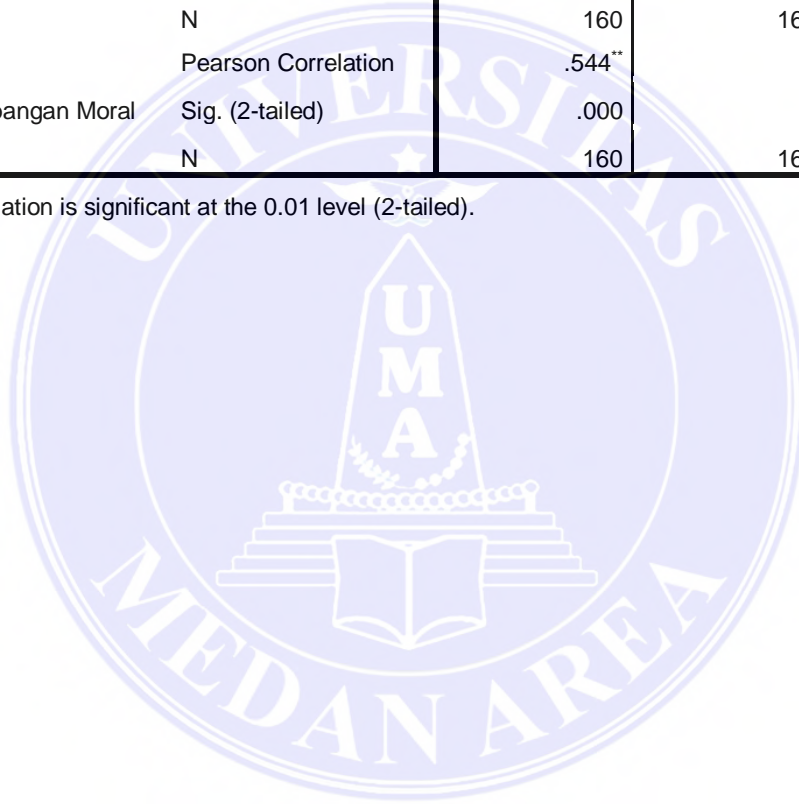 N 160 16
Pearson Correlation .544**
pangan Moral Sig. (2-tailed) .000
N 160 16
ation is significant at the 0.01 level (2-tailed).
UNIVERSITAS
UMA
MEDAN AREA